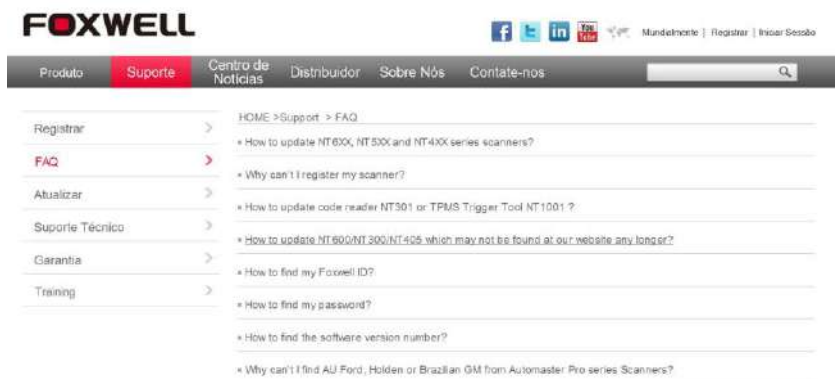 FOXWELL
You Tube
Mundialmente | Registrar | Iniciar Sessão
Produto Suporte Centro de Notícias Distribuidor Sobre Nós Contate-nos
Registrar
FAQ
Atualizar
Suporte Técnico
Garantia
Training
HOME >Support > FAQ
How to update NT6XX, NT5XX and NT4XX series scanners?
Why can't I register my scanner?
How to update code reader NT301 or TPMS Trigger Tool NT1001 ?
How to update NT600/NT300/NT405 which may not be found at our website any longer?
How to find my Foxwell ID?
How to find my password?
How to find the software version number?
Why can't I find AU Ford, Holden or Brazilian GM from Automaster Pro series Scanners?